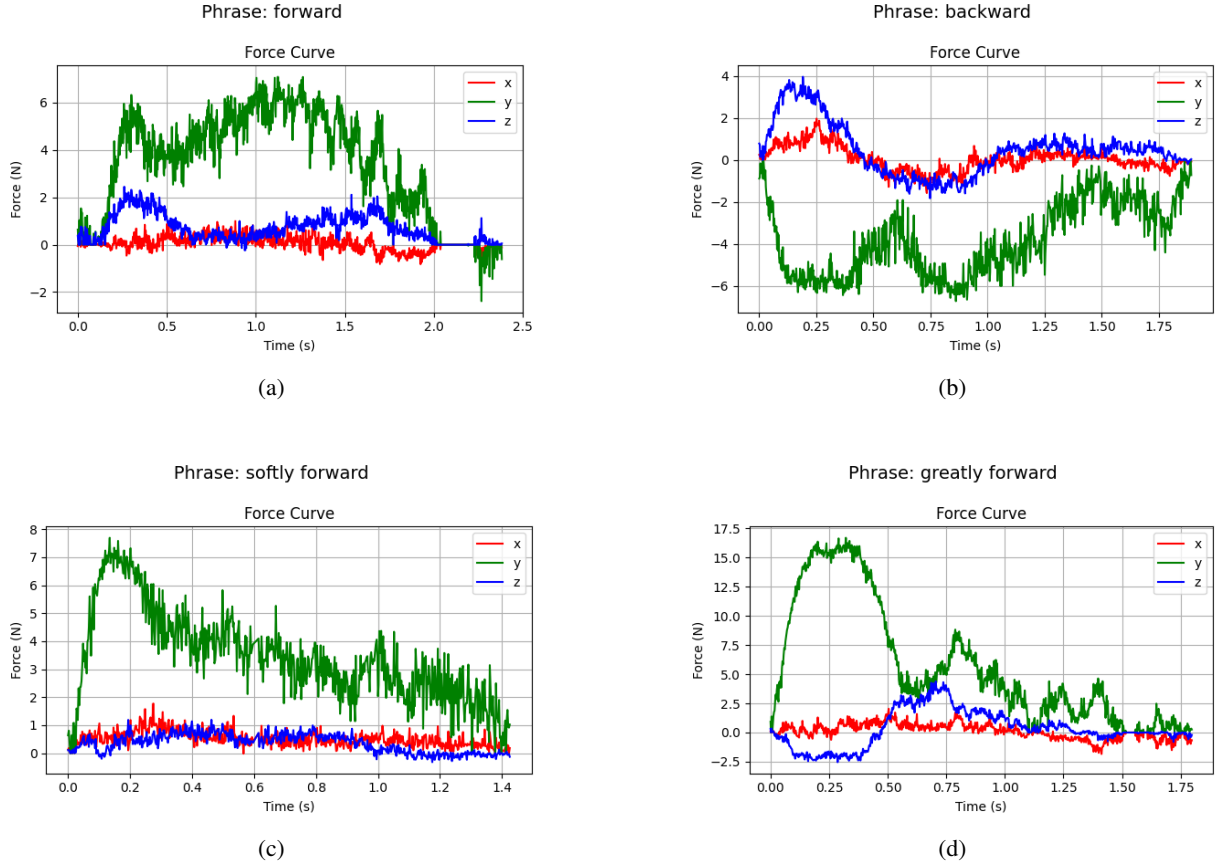 Phrase: forward
Force Curve
x
y
z
6
4
2
0
−2
Force (N)
0.0 0.5 1.0 1.5 2.0 2.5
Time (s)
(a)
Phrase: backward
Force Curve
x
y
z
4
2
0
−2
−4
−6
Force (N)
0.00 0.25 0.50 0.75 1.00 1.25 1.50 1.75
Time (s)
(b)
Phrase: softly forward
Force Curve
x
y
z
8
7
6
5
4
3
2
1
0
Force (N)
0.0 0.2 0.4 0.6 0.8 1.0 1.2 1.4
Time (s)
(c)
Phrase: greatly forward
Force Curve
x
y
z
17.5
15.0
12.5
10.0
7.5
5.0
2.5
0.0
−2.5
Force (N)
0.00 0.25 0.50 0.75 1.00 1.25 1.50 1.75
Time (s)
(d)